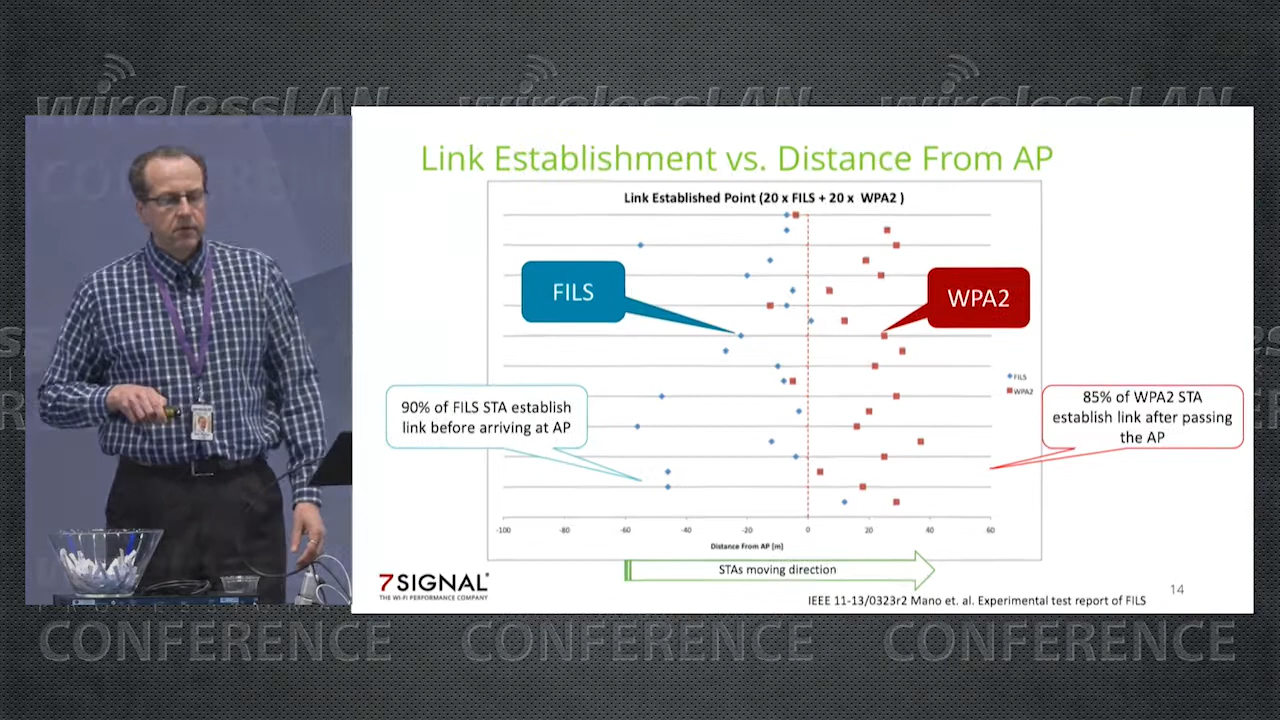 wirelessLAN
wirelessLAN
wirelessLAN
Link Establishment vs. Distance From AP
Link Established Point (20 x FILS + 20 x WPA2 )
FILS
WPA2
FILS
WPA2
90% of FILS STA establish
link before arriving at AP
85% of WPA2 STA
establish link after passing
the AP
-100 -80 -60 -40 -20 0 20 40 60
Distance From AP [m]
STAs moving direction
7SIGNAL®
THE WI-FI PERFORMANCE COMPANY
14
IEEE 11-13/0323r2 Mano et. al. Experimental test report of FILS
CONFERENCE
CONFERENCE
CONFERENCE